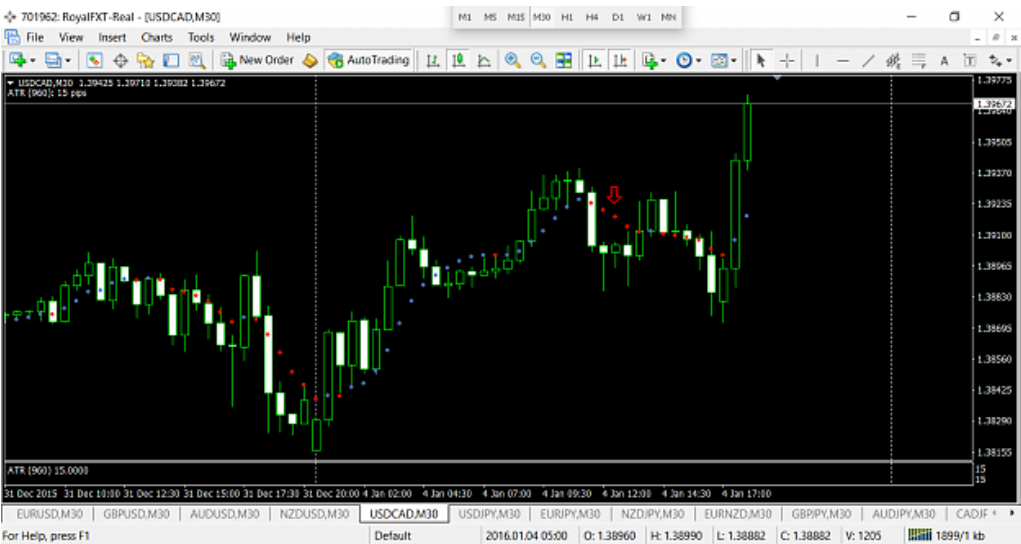 701962: RoyalFXT-Real - [USDCAD,M30]
M1 M5 M15 M30 H1 H4 D1 W1 MN
File View Insert Charts Tools Window Help
New Order AutoTrading A T
USDCAD,M30 1.39425 1.39710 1.39382 1.39672
ATR (960): 15 pips
1.39775
1.39672
1.39640
1.39505
1.39370
1.39235
1.39100
1.38965
1.38830
1.38695
1.38560
1.38425
1.38290
1.38155
ATR (960) 15.0000
15
15
31 Dec 2015 31 Dec 10:00 31 Dec 12:30 31 Dec 15:00 31 Dec 17:30 31 Dec 20:00 4 Jan 02:00 4 Jan 04:30 4 Jan 07:00 4 Jan 09:30 4 Jan 12:00 4 Jan 14:30 4 Jan 17:00
EURUSD,M30 GBPUSD,M30 AUDUSD,M30 NZDUSD,M30 USDCAD,M30 USDJPY,M30 EURJPY,M30 NZDJPY,M30 EURNZD,M30 GBPJPY,M30 AUDJPY,M30 CADJF
For Help, press F1 Default 2016.01.04 05:00 O: 1.38960 H: 1.38990 L: 1.38882 C: 1.38882 V: 1205 1899/1 kb